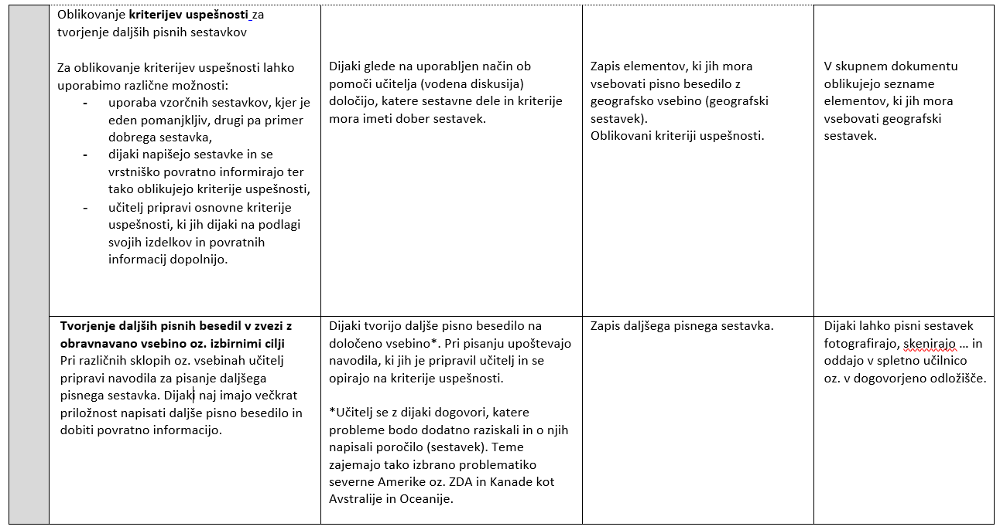 Oblikovanje kriterijev uspešnosti za
tvorjenje daljših pisnih sestavkov
Za oblikovanje kriterijev uspešnosti lahko
uporabimo različne možnosti:
- uporaba vzorčnih sestavkov, kjer je
eden pomanjkljiv, drugi pa primer
dobrega sestavka,
- dijaki napišejo sestavke in se
vrstniško povratno informirajo ter
tako oblikujejo kriterije uspešnosti,
- učitelj pripravi osnovne kriterije
uspešnosti, ki jih dijaki na podlagi
svojih izdelkov in povratnih
informacij dopolnijo.
Dijaki glede na uporabljen način ob
pomoči učitelja (vodena diskusija)
določijo, katere sestavne dele in kriterije
mora imeti dober sestavek.
Zapis elementov, ki jih mora
vsebovati pisno besedilo z
geografsko vsebino (geografski
sestavek).
Oblikovani kriteriji uspešnosti.
V skupnem dokumentu
oblikujejo sezname
elementov, ki jih mora
vsebovati geografski
sestavek.
Tvorjenje daljših pisnih besedil v zvezi z
obravnavano vsebino oz. izbirnimi cilji
Pri različnih sklopih oz. vsebinah učitelj
pripravi navodila za pisanje daljšega
pisnega sestavka. Dijaki naj imajo večkrat
priložnost napisati daljše pisno besedilo in
dobiti povratno informacijo.
Dijaki tvorijo daljše pisno besedilo na
določeno vsebino*. Pri pisanju upoštevajo
navodila, ki jih je pripravil učitelj in se
opirajo na kriterije uspešnosti.
*Učitelj se z dijaki dogovori, katere
probleme bodo dodatno raziskali in o njih
napisali poročilo (sestavek). Teme
zajemajo tako izbrano problematiko
severne Amerike oz. ZDA in Kanade kot
Avstralije in Oceanije.
Zapis daljšega pisnega sestavka.
Dijaki lahko pisni sestavek
fotografirajo, skenirajo … in
oddajo v spletno učilnico
oz. v dogovorjeno odložišče.